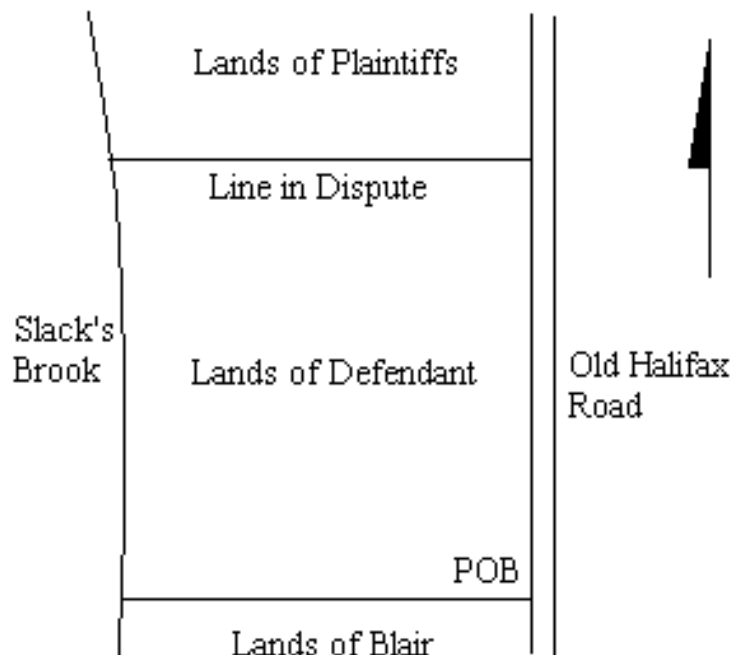 Lands of Plaintiffs
Line in Dispute
Slack's
Brook
Lands of Defendant
Old Halifax
Road
POB
Lands of Blair